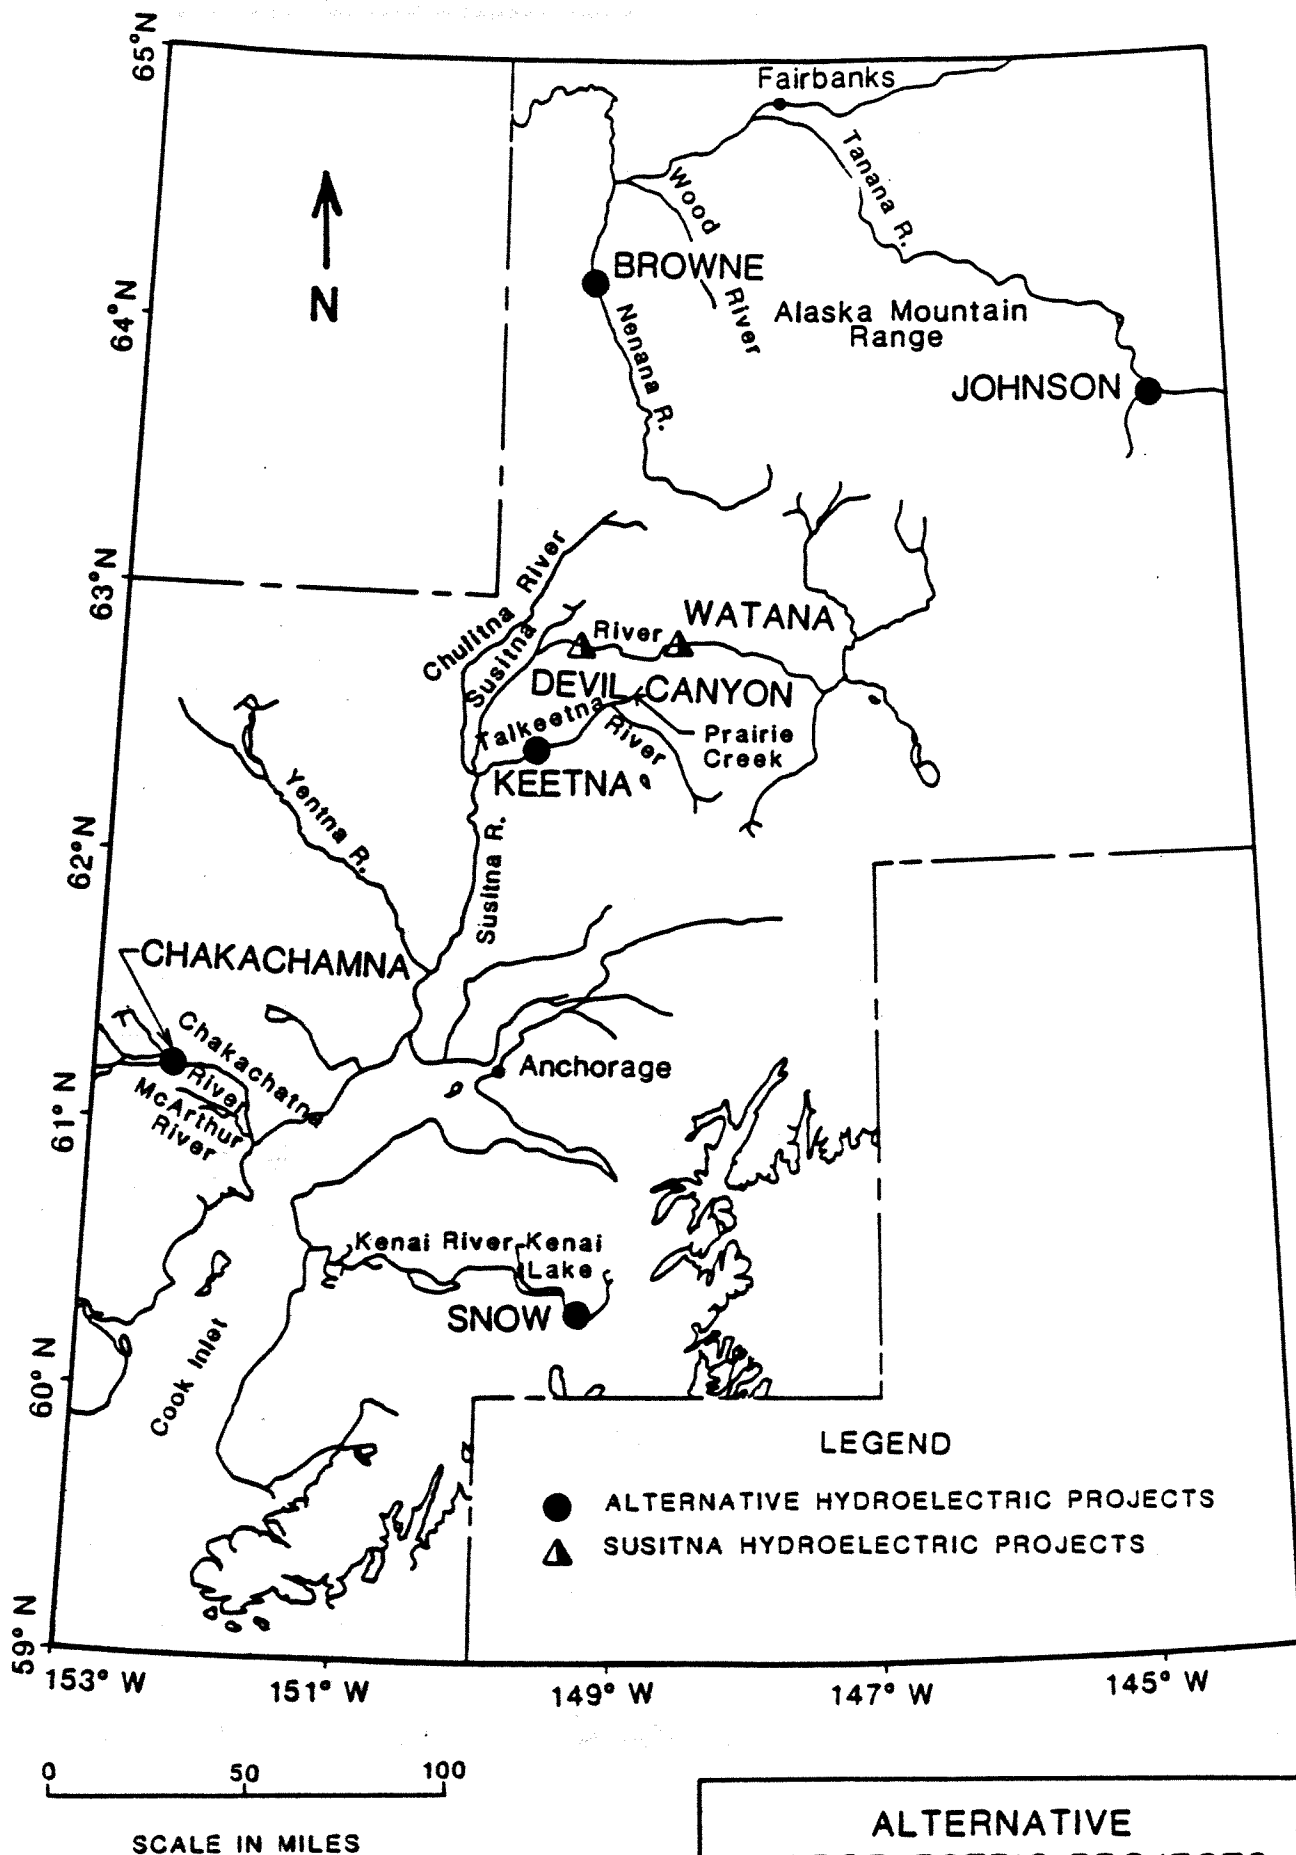 65°N
64°N
63°N
62°N
61°N
60°N
59°N
153°W
151°W
149°W
147°W
145°W
N
Fairbanks
Tanana R.
Wood
River
BROWNE
Nenana R.
Alaska Mountain
Range
JOHNSON
Chulitna River
Susitna
River
WATANA
DEVIL CANYON
Talkeetna
River
Prairie
Creek
KEETNA
Yentna R.
Susitna R.
CHAKACHAMNA
Chakachatna
River
McArthur
River
Anchorage
Kenai River
Kenai
Lake
SNOW
Cook Inlet
LEGEND
ALTERNATIVE HYDROELECTRIC PROJECTS
SUSITNA HYDROELECTRIC PROJECTS
0 50 100
SCALE IN MILES
ALTERNATIVE